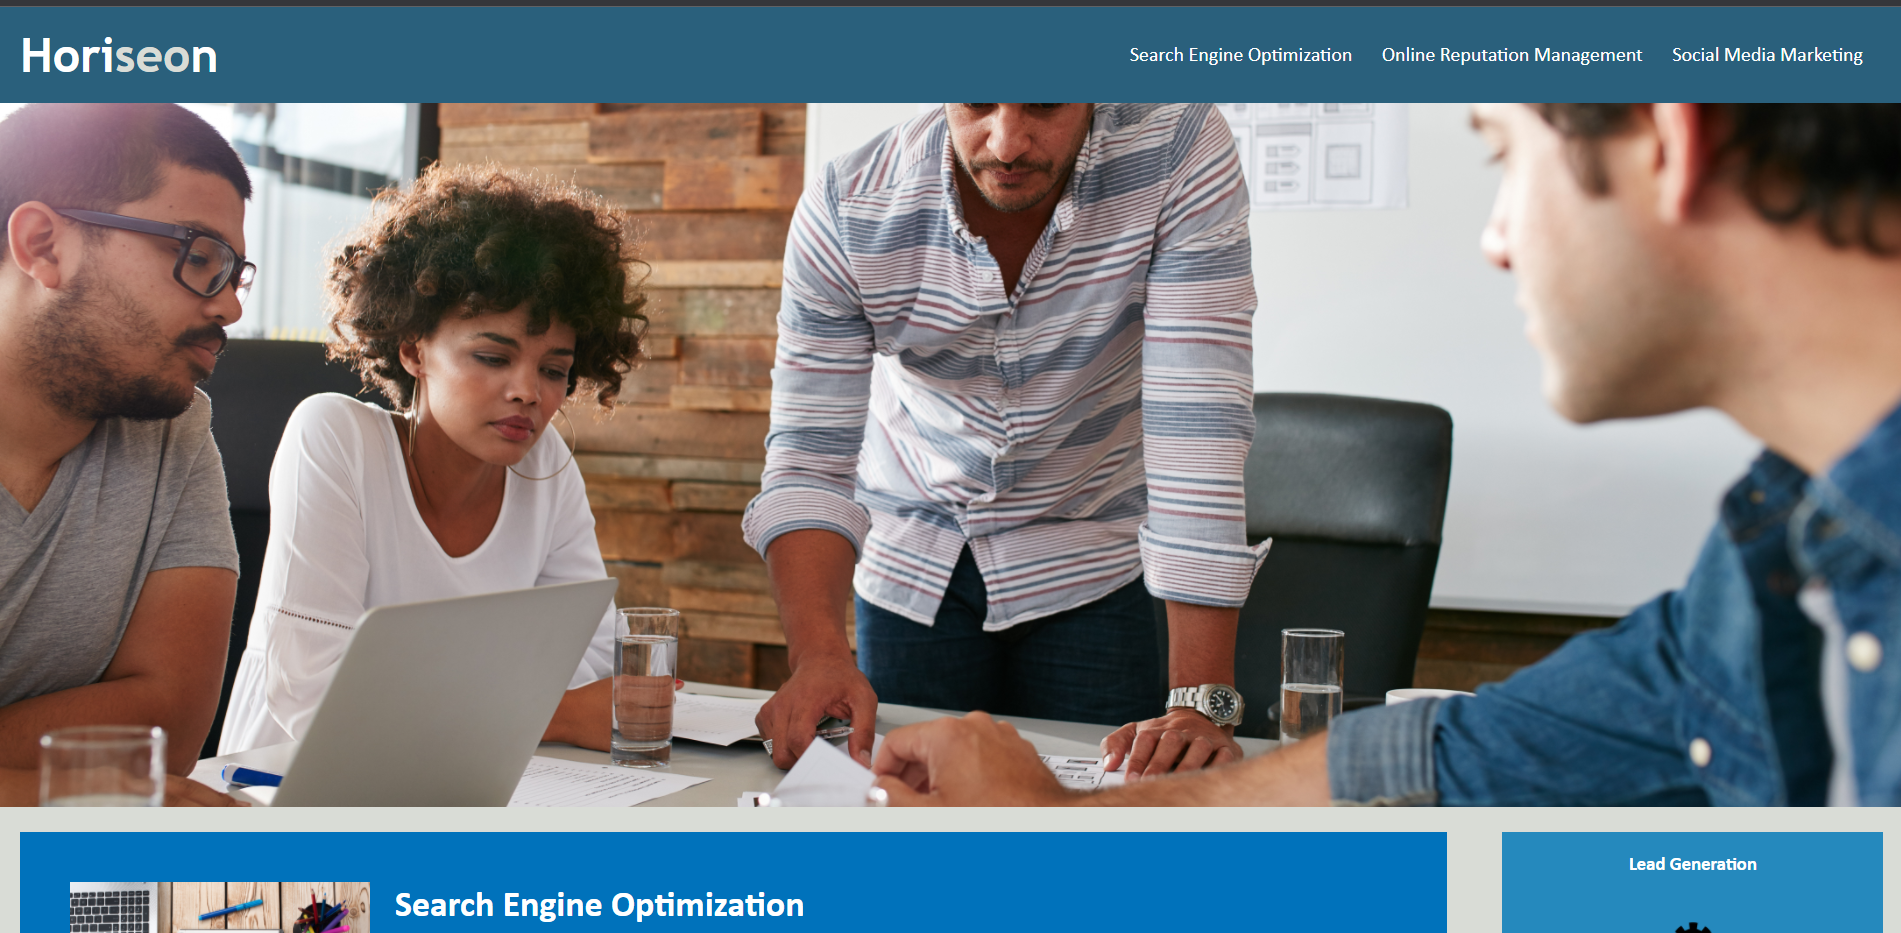 Horiseon
Search Engine Optimization
Online Reputation Management
Social Media Marketing
Search Engine Optimization
Lead Generation